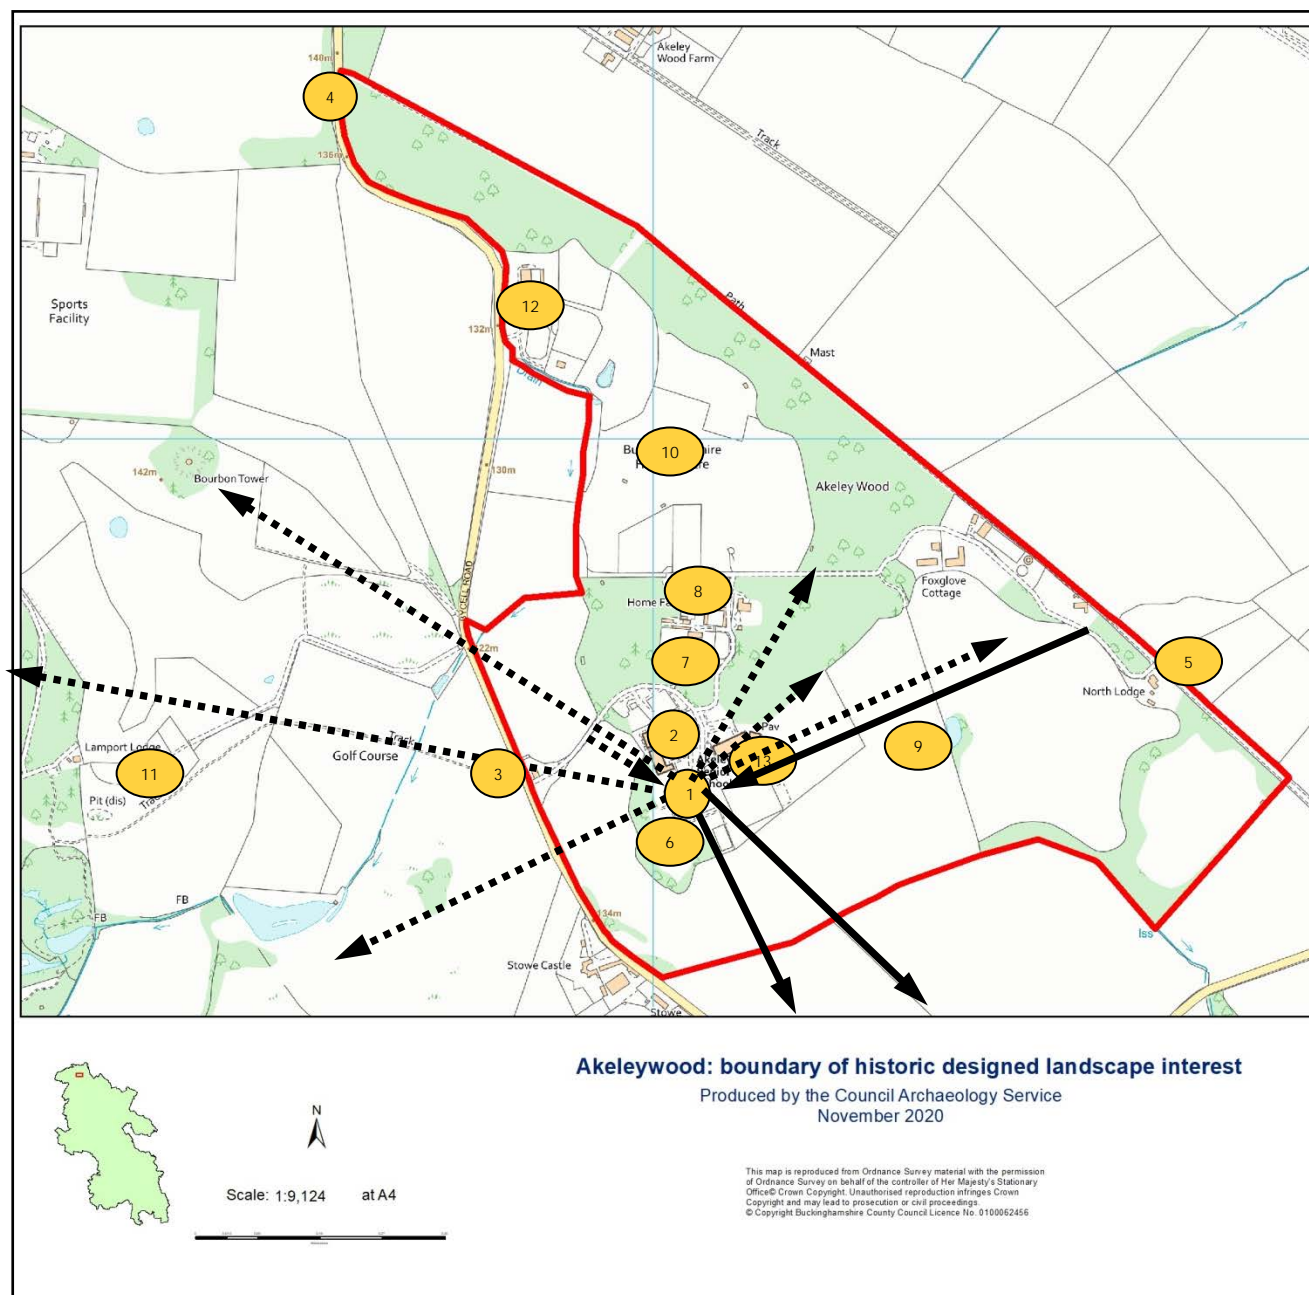 Akeley
Wood Farm
140m
4
Track
136m
Sports
Facility
12
Path
132m
Mast
Drain
10
142m
Bourbon Tower
130m
Akeley Wood
Foxglove
Cottage
8
7
22m
5
North Lodge
2
Pav
9
Track
Golf Course
Lamport Lodge
11
3
13
Pit (dis)
1
6
FB
FB
134m
Iss
Stowe Castle
Stowe
Akeleywood: boundary of historic designed landscape interest
Produced by the Council Archaeology Service
November 2020
N
Scale: 1:9,124 at A4
This map is reproduced from Ordnance Survey material with the permission
of Ordnance Survey on behalf of the controller of Her Majesty's Stationary
Office© Crown Copyright. Unauthorised reproduction infringes Crown
Copyright and may lead to prosecution or civil proceedings.
© Copyright Buckinghamshire County Council Licence No. 0100062456